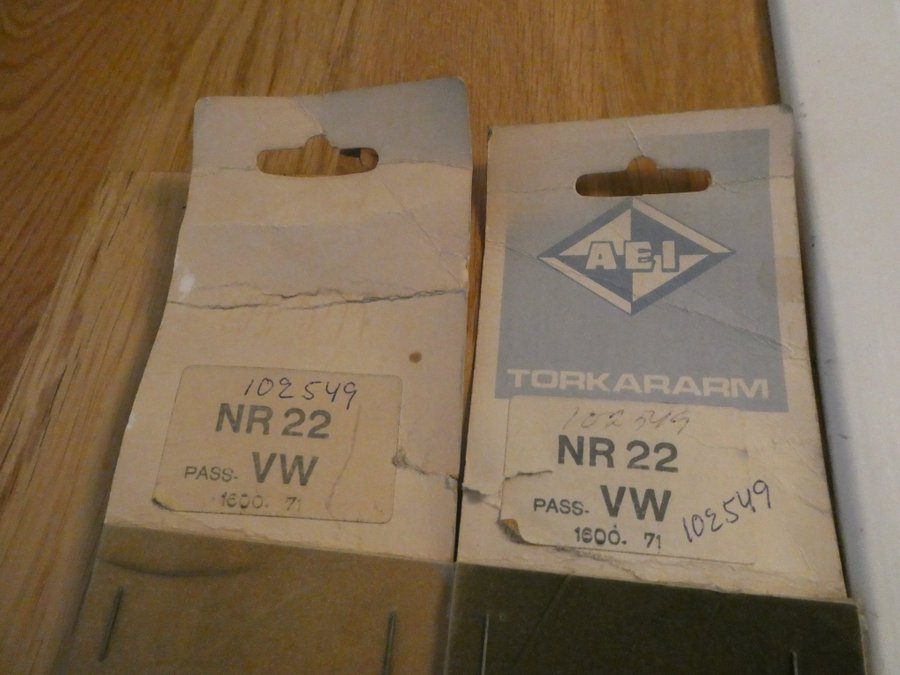 102549
NR 22
PASS- VW
1600. 71
AEI
TORKARARM
102549
NR 22
PASS- VW
1600. 71
102549